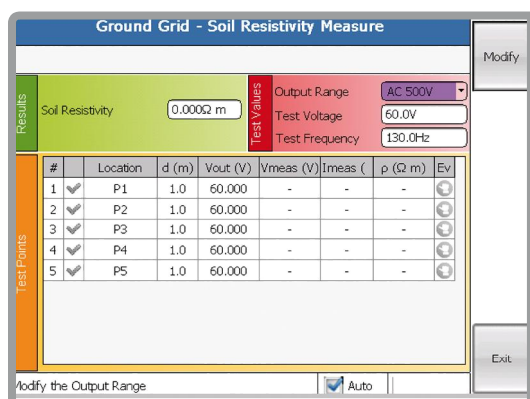 Ground Grid - Soil Resistivity Measure
Modify
Results
Soil Resistivity
0.000Ω m
Test Values
Output Range
AC 500V
Test Voltage
60.0V
Test Frequency
130.0Hz
Test Points
# Location d (m) Vout (V) Vmeas (V) Imeas ( ρ (Ω m) Ev
1 P1 1.0 60.000 - - -
2 P2 1.0 60.000 - - -
3 P3 1.0 60.000 - - -
4 P4 1.0 60.000 - - -
5 P5 1.0 60.000 - - -
Exit
Modify the Output Range
Auto